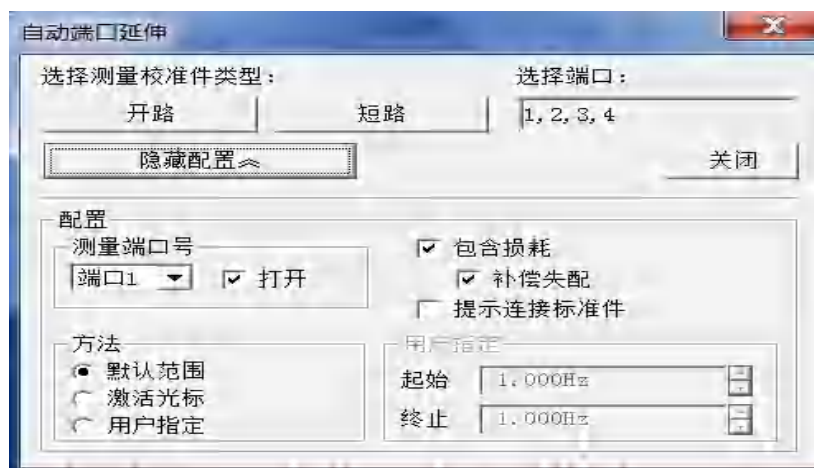 自动端口延伸
选择测量校准件类型：
选择端口：
开路
短路
1,2,3,4
隐藏配置
关闭
配置
测量端口号
端口1
打开
包含损耗
补偿失配
提示连接标准件
方法
默认范围
激活光标
用户指定
用户指定
起始
1.000Hz
终止
1.000Hz